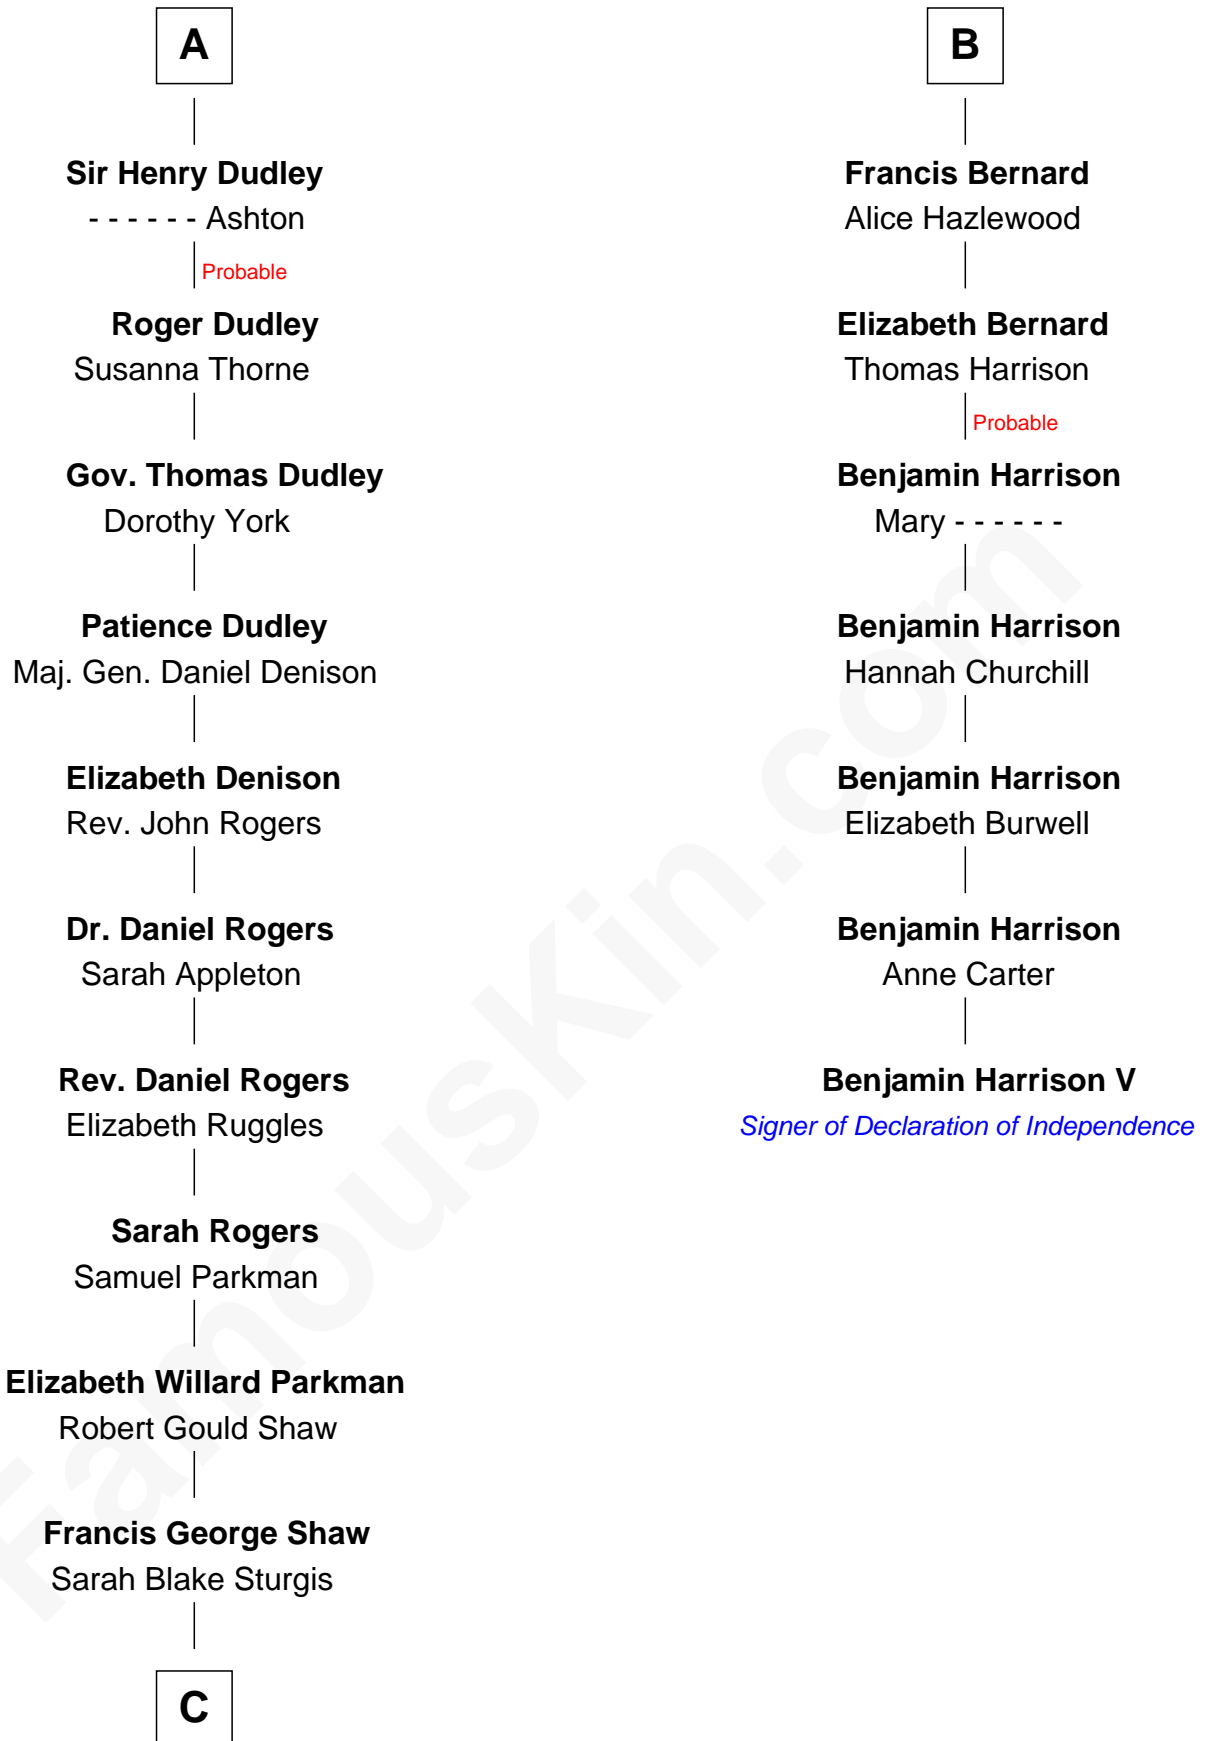 A
Sir Henry Dudley
- - - - - - Ashton
Probable
Roger Dudley
Susanna Thorne
Gov. Thomas Dudley
Dorothy York
Patience Dudley
Maj. Gen. Daniel Denison
Elizabeth Denison
Rev. John Rogers
Dr. Daniel Rogers
Sarah Appleton
Rev. Daniel Rogers
Elizabeth Ruggles
Sarah Rogers
Samuel Parkman
Elizabeth Willard Parkman
Robert Gould Shaw
Francis George Shaw
Sarah Blake Sturgis
C
B
Francis Bernard
Alice Hazlewood
Elizabeth Bernard
Thomas Harrison
Probable
Benjamin Harrison
Mary - - - - - -
Benjamin Harrison
Hannah Churchill
Benjamin Harrison
Elizabeth Burwell
Benjamin Harrison
Anne Carter
Benjamin Harrison V
Signer of Declaration of Independence
FamousKin.com